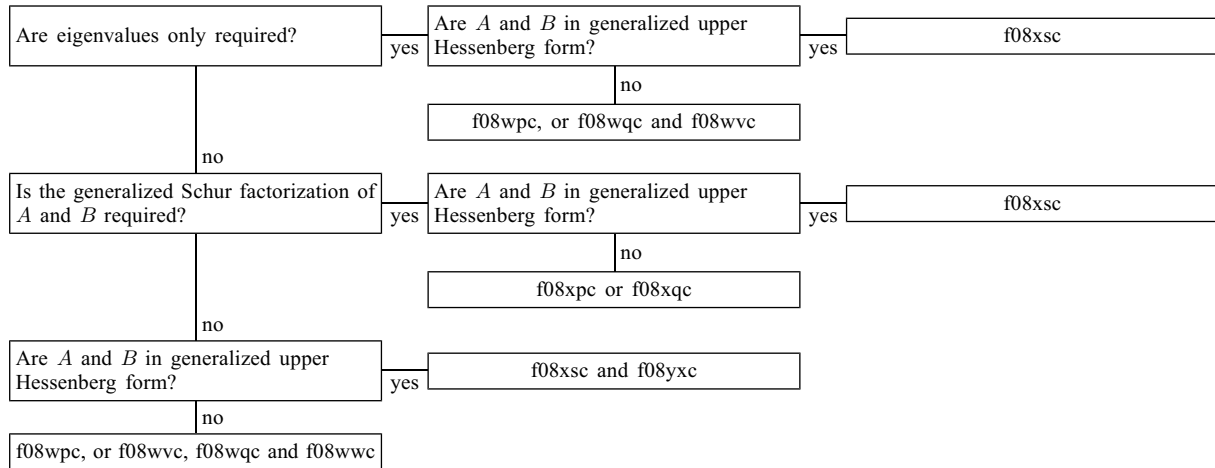 Are eigenvalues only required?
yes
Are A and B in generalized upper
Hessenberg form?
yes
f08xsc
no
f08wpc, or f08wqc and f08wvc
no
Is the generalized Schur factorization of
A and B required?
yes
Are A and B in generalized upper
Hessenberg form?
yes
f08xsc
no
f08xpc or f08xqc
no
Are A and B in generalized upper
Hessenberg form?
yes
f08xsc and f08yxc
no
f08wpc, or f08wvc, f08wqc and f08wwc